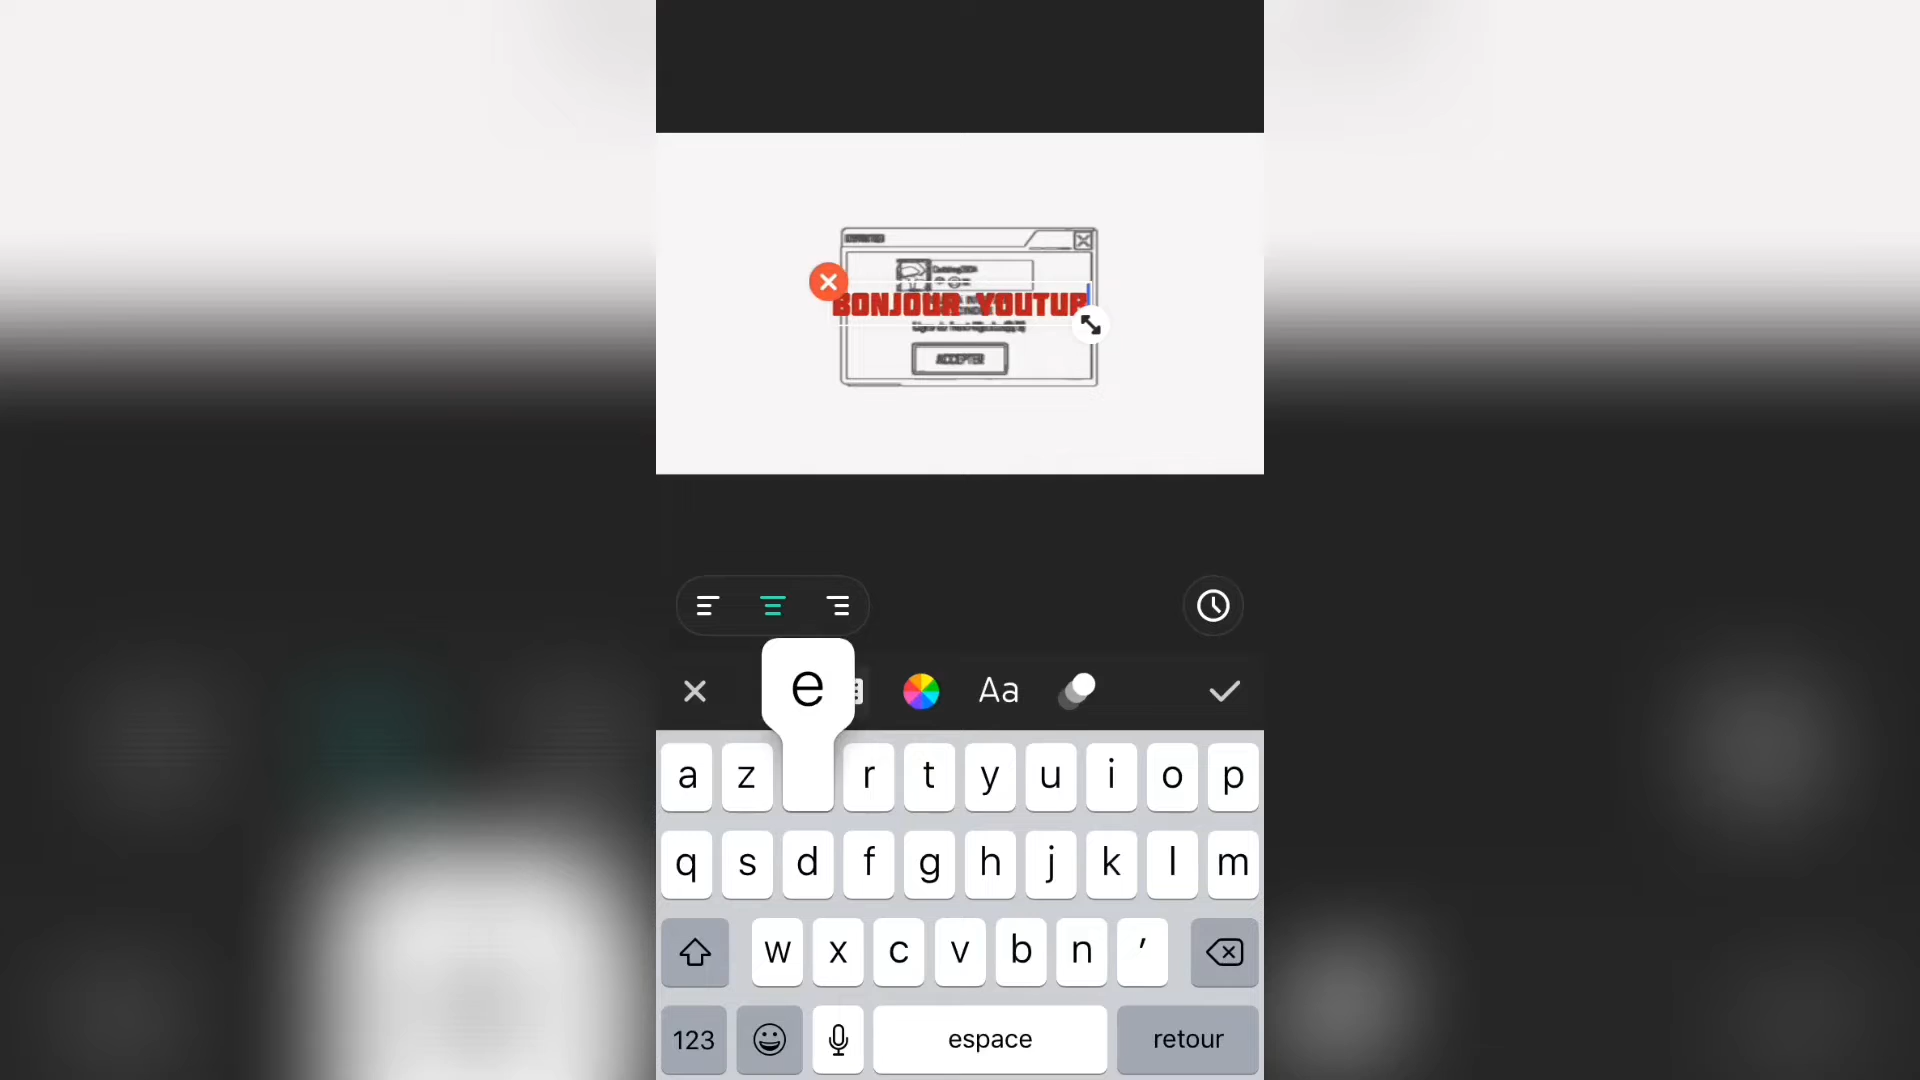 BONJOUR YOUTUB
ACCEPTER
e
Aa
a z r t y u i o p
q s d f g h j k l m
w x c v b n ’
123 espace retour